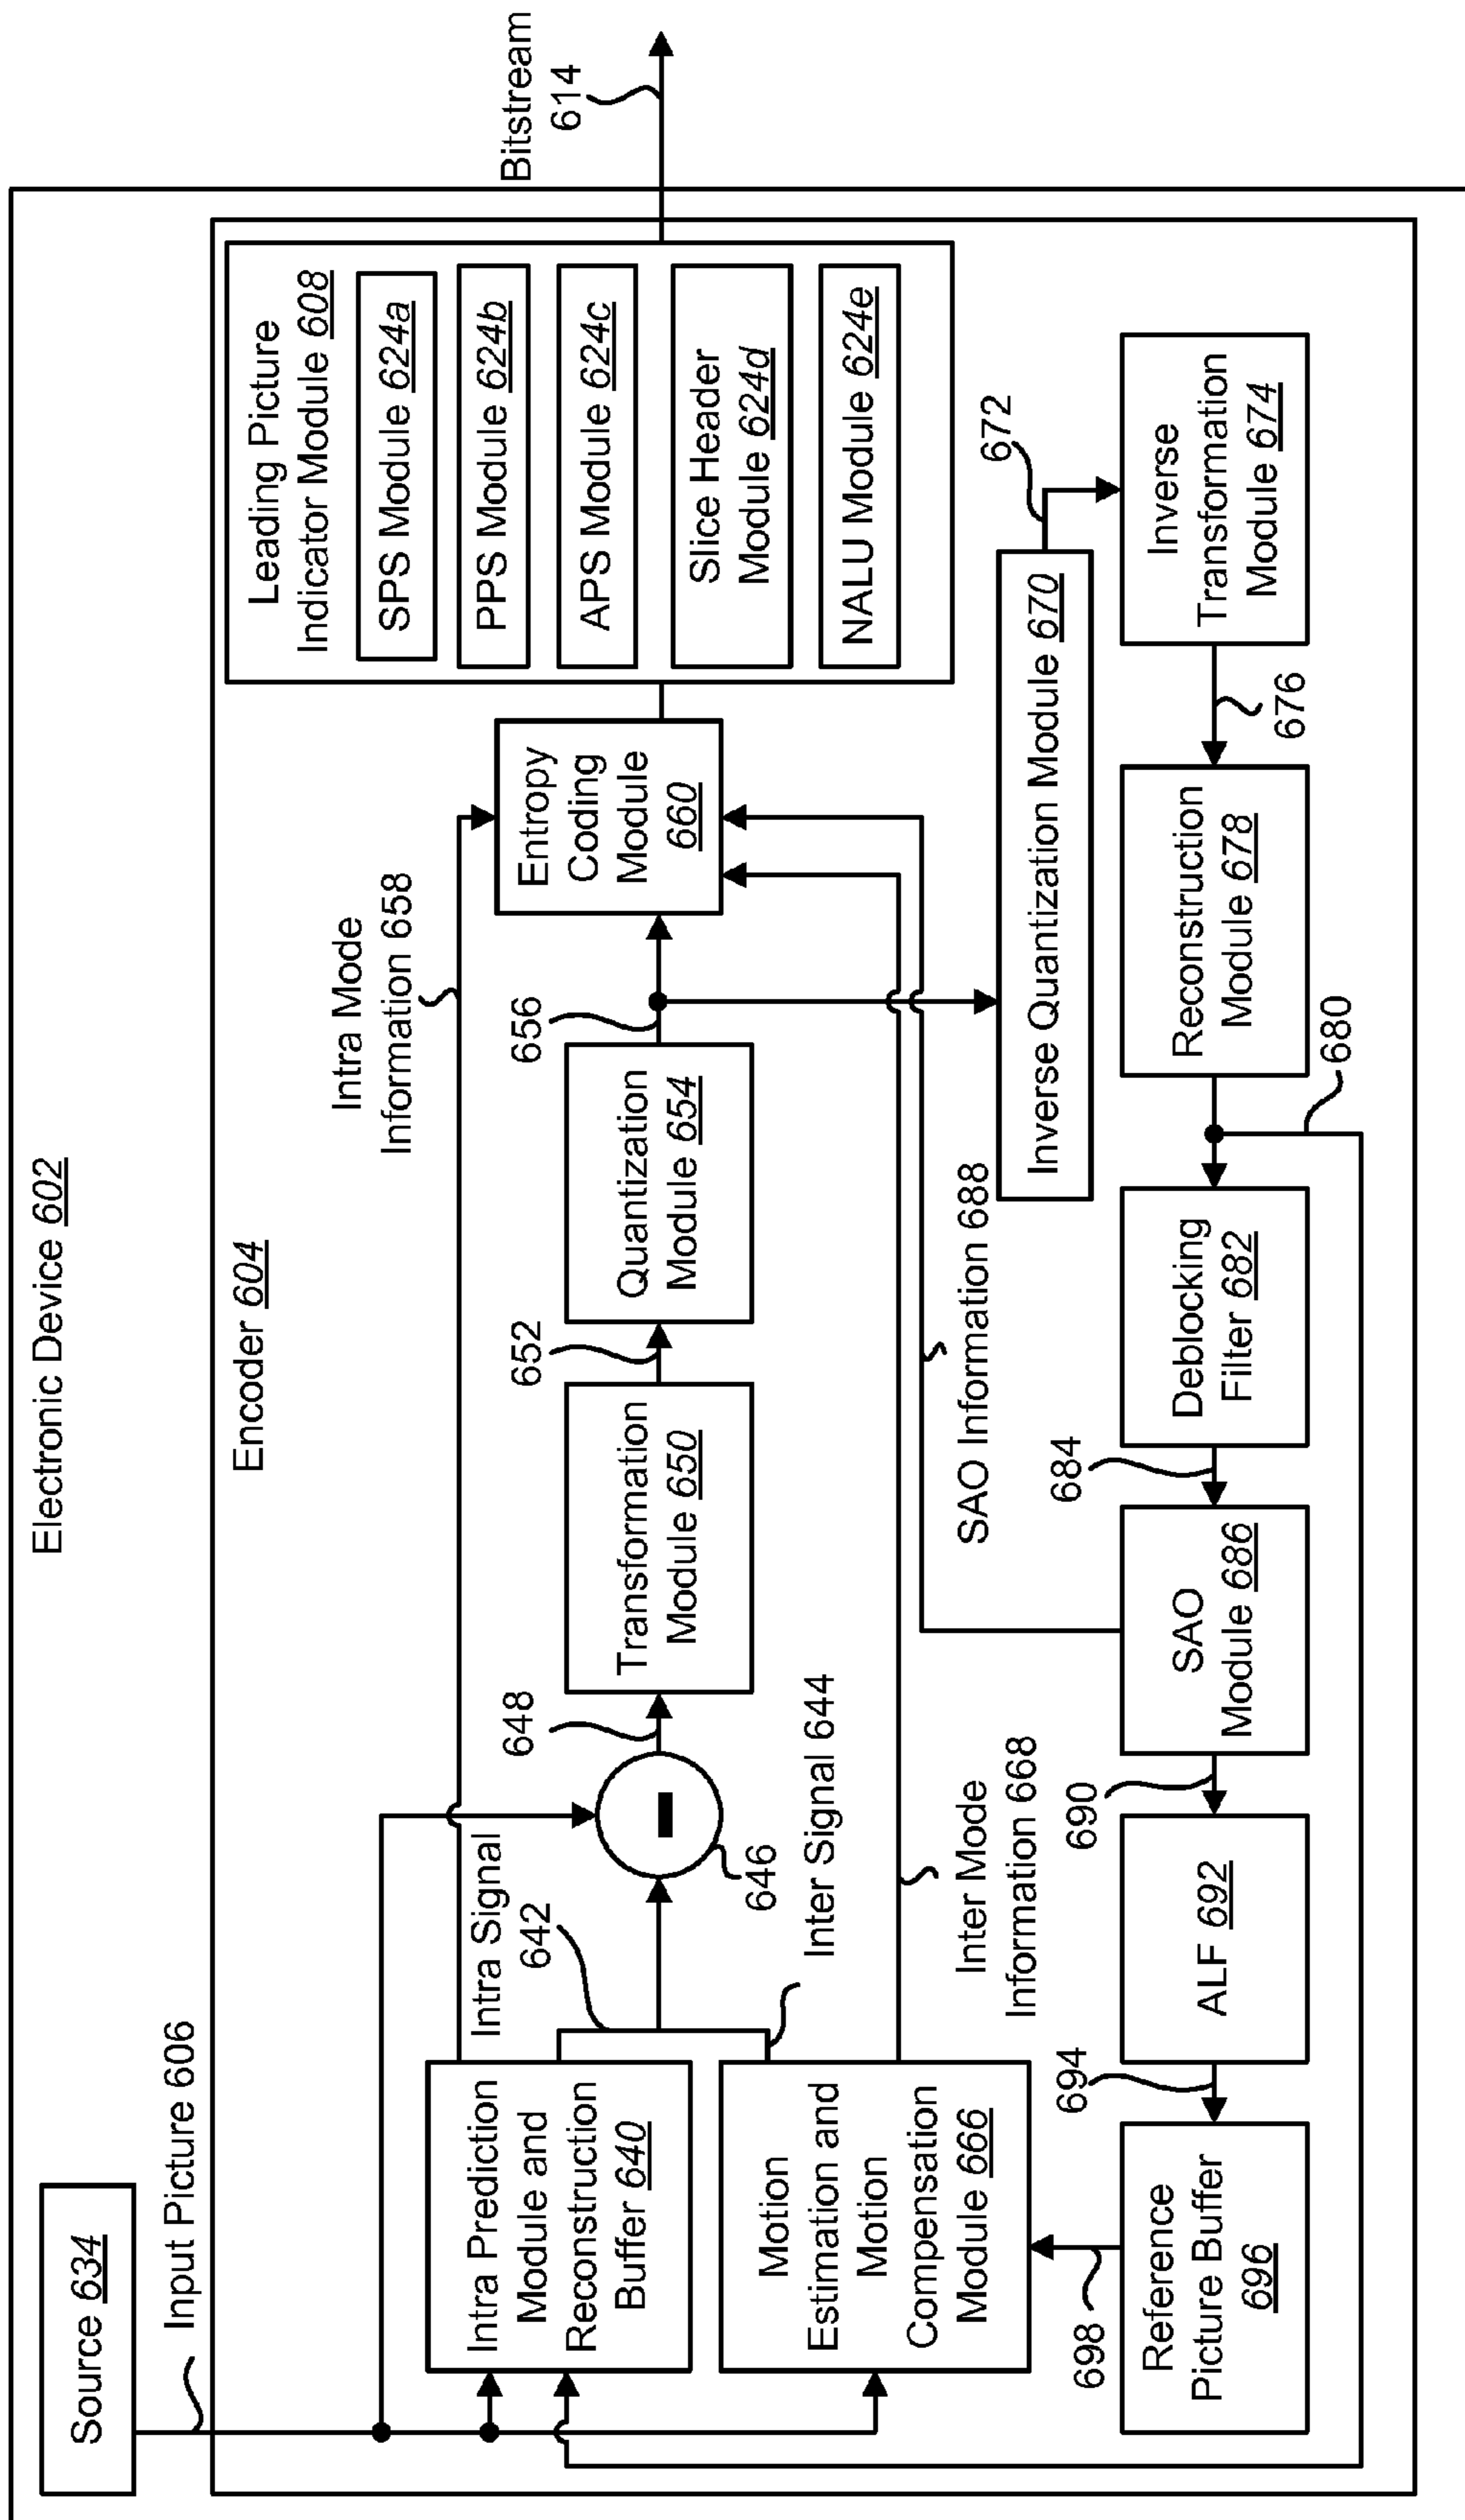 Electronic Device 602
Source 634
Input Picture 606
Encoder 604
Intra Mode
Information 658
Leading Picture
Indicator Module 608
SPS Module 624a
PPS Module 624b
APS Module 624c
Slice Header
Module 624d
NALU Module 624e
Bitstream
614
Intra Prediction
Module and
Reconstruction
Buffer 640
Intra Signal
642
646
648
Transformation
Module 650
652
Quantization
Module 654
656
Entropy
Coding
Module
660
Motion
Estimation and
Motion
Compensation
Module 666
Inter Signal 644
Inter Mode
Information 668
SAO Information 688
Inverse Quantization Module 670
672
Inverse
Transformation
Module 674
676
Reconstruction
Module 678
680
Deblocking
Filter 682
684
SAO
Module 686
690
ALF 692
694
Reference
Picture Buffer
696
698